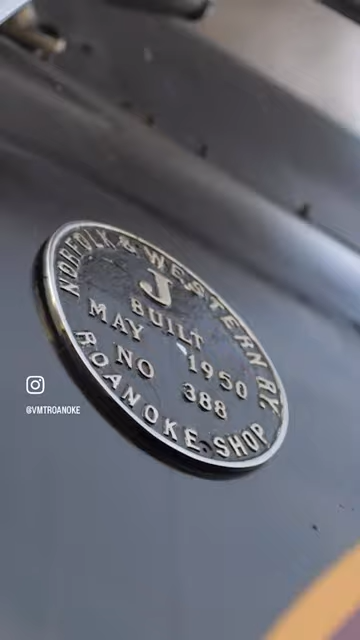 NORFOLK & WESTERN RY.
J
BUILT
MAY 1950
NO 388
ROANOKE SHOP
@VMTROANOKE